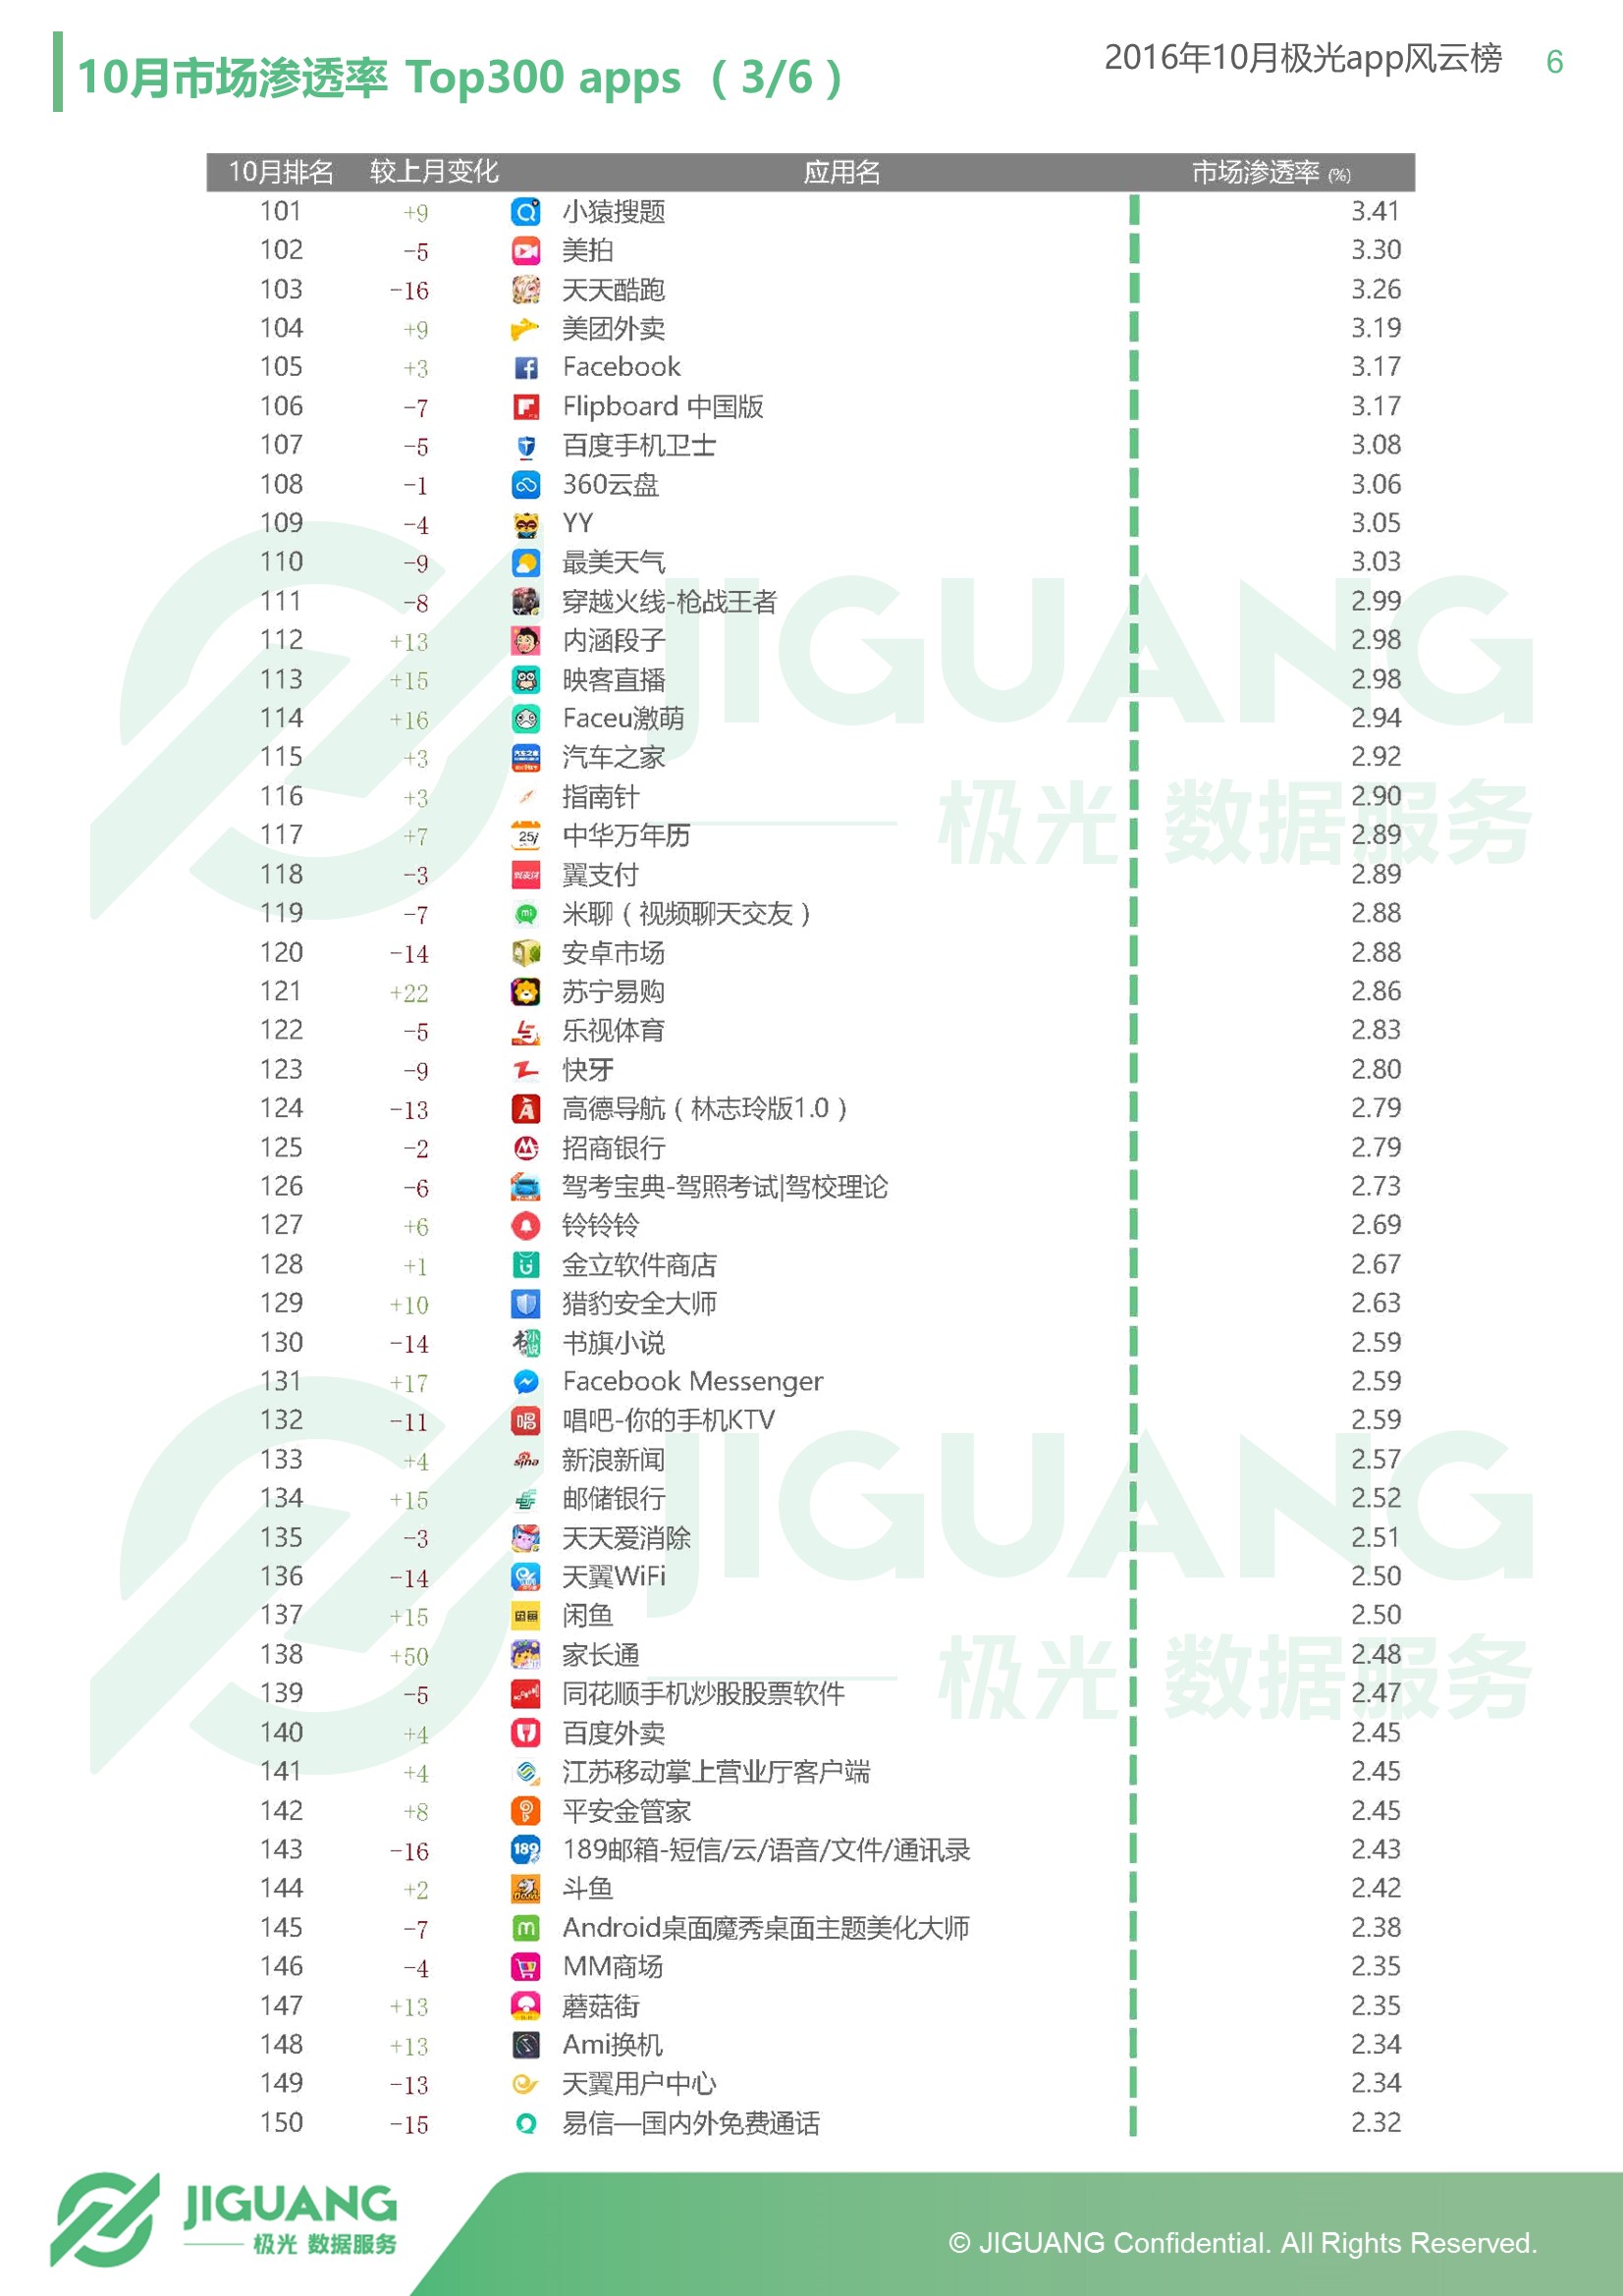 10月市场渗透率 Top300 apps（3/6）
2016年10月极光app风云榜 6
10月排名 较上月变化 应用名 市场渗透率 (%)
101 +9 小猿搜题 3.41
102 -5 美拍 3.30
103 -16 天天酷跑 3.26
104 +9 美团外卖 3.19
105 +3 Facebook 3.17
106 -7 Flipboard 中国版 3.17
107 -5 百度手机卫士 3.08
108 -1 360云盘 3.06
109 -4 YY 3.05
110 -9 最美天气 3.03
111 -8 穿越火线-枪战王者 2.99
112 +13 内涵段子 2.98
113 +15 映客直播 2.98
114 +16 Faceu激萌 2.94
115 +3 汽车之家 2.92
116 +3 指南针 2.90
117 +7 中华万年历 2.89
118 -3 翼支付 2.89
119 -7 米聊（视频聊天交友） 2.88
120 -14 安卓市场 2.88
121 +22 苏宁易购 2.86
122 -5 乐视体育 2.83
123 -9 快牙 2.80
124 -13 高德导航（林志玲版1.0） 2.79
125 -2 招商银行 2.79
126 -6 驾考宝典-驾照考试|驾校理论 2.73
127 +6 铃铃铃 2.69
128 +1 金立软件商店 2.67
129 +10 猎豹安全大师 2.63
130 -14 书旗小说 2.59
131 +17 Facebook Messenger 2.59
132 -11 唱吧-你的手机KTV 2.59
133 +4 新浪新闻 2.57
134 +15 邮储银行 2.52
135 -3 天天爱消除 2.51
136 -14 天翼WiFi 2.50
137 +15 闲鱼 2.50
138 +50 家长通 2.48
139 -5 同花顺手机炒股股票软件 2.47
140 +4 百度外卖 2.45
141 +4 江苏移动掌上营业厅客户端 2.45
142 +8 平安金管家 2.45
143 -16 189邮箱-短信/云/语音/文件/通讯录 2.43
144 +2 斗鱼 2.42
145 -7 Android桌面魔秀桌面主题美化大师 2.38
146 -4 MM商场 2.35
147 +13 蘑菇街 2.35
148 +13 Ami换机 2.34
149 -13 天翼用户中心 2.34
150 -15 易信—国内外免费通话 2.32
JIGUANG
极光 数据服务
JIGUANG
极光 数据服务
JIGUANG
极光 数据服务
© JIGUANG Confidential. All Rights Reserved.